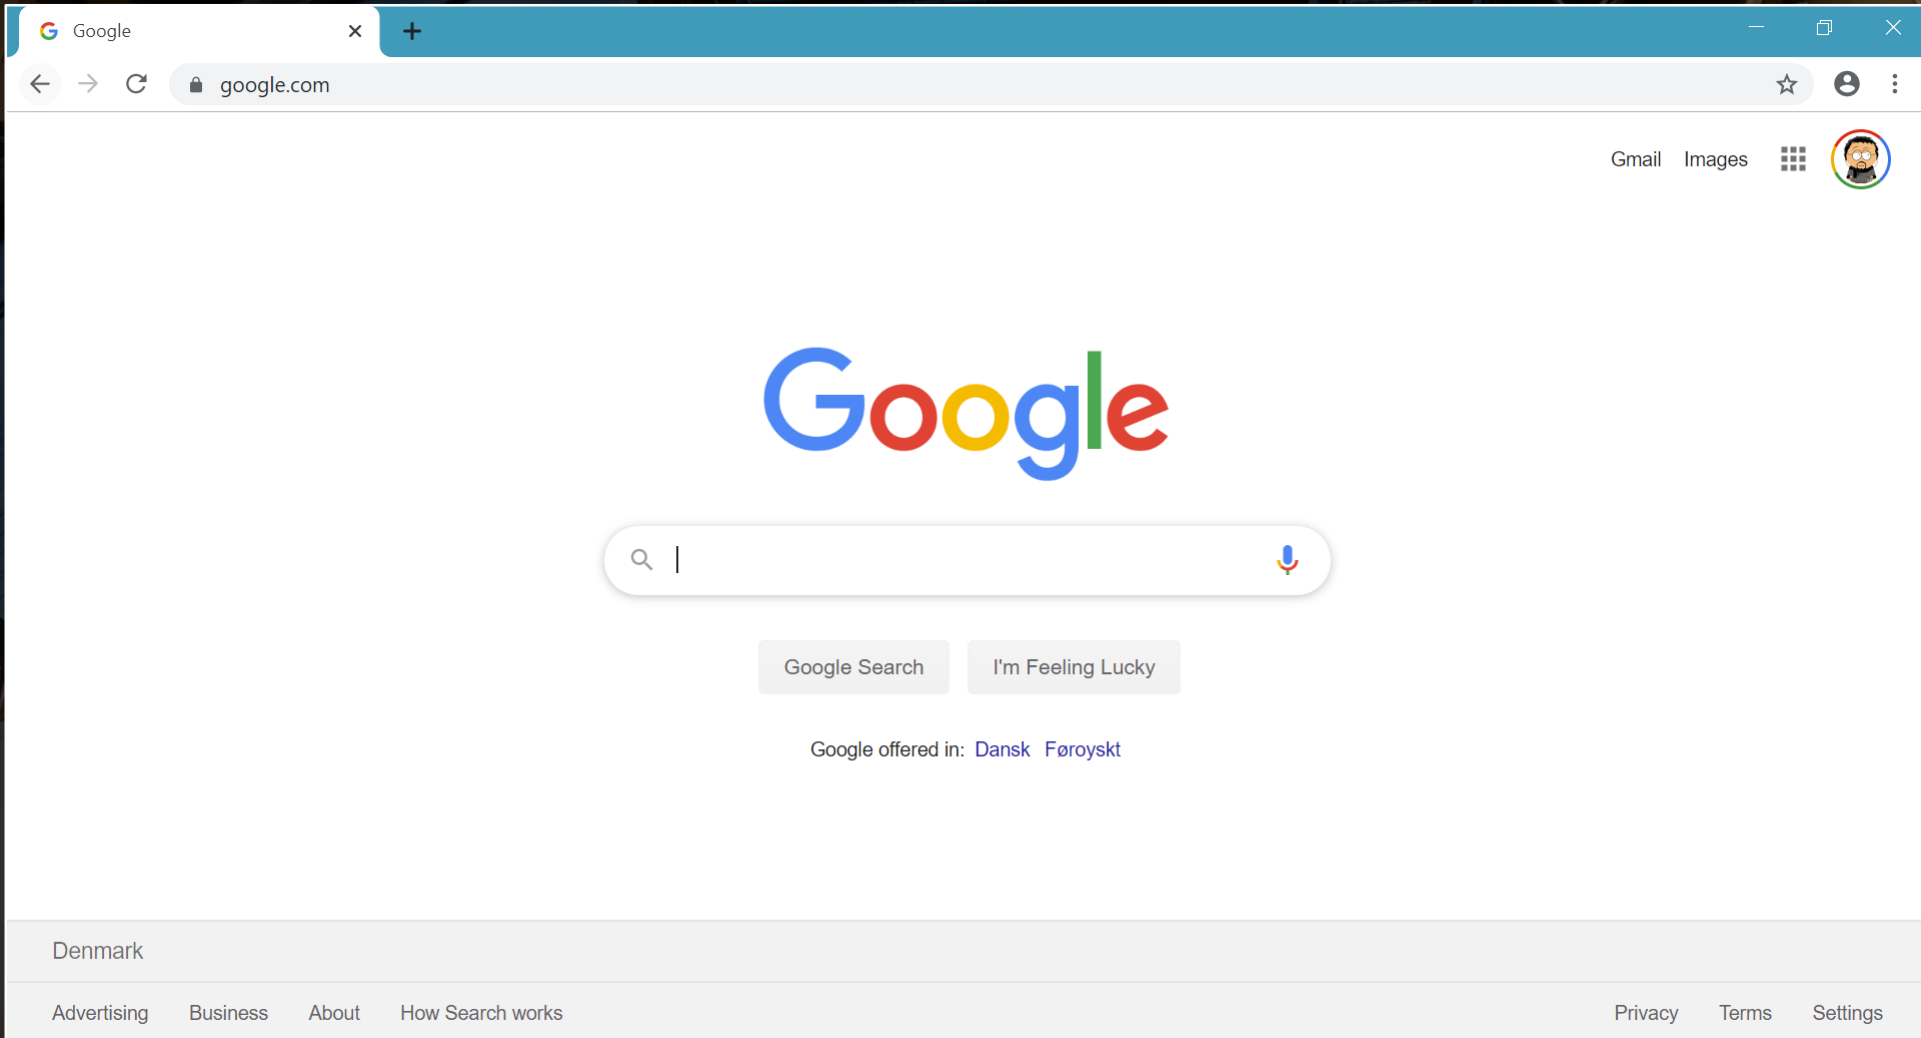 Google
google.com
Gmail Images
Google
Google Search I'm Feeling Lucky
Google offered in: Dansk Føroyskt
Denmark
Advertising Business About How Search works Privacy Terms Settings